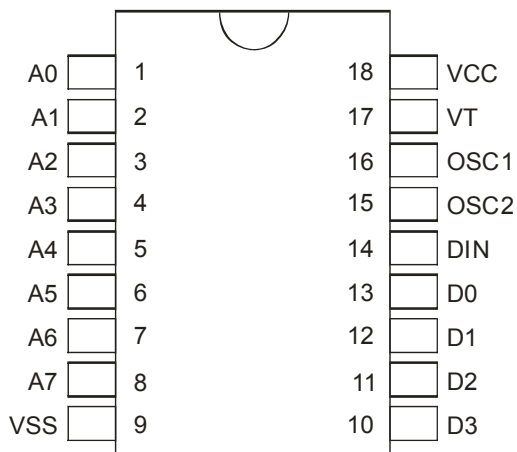 A0 1 18 VCC
A1 2 17 VT
A2 3 16 OSC1
A3 4 15 OSC2
A4 5 14 DIN
A5 6 13 D0
A6 7 12 D1
A7 8 11 D2
VSS 9 10 D3